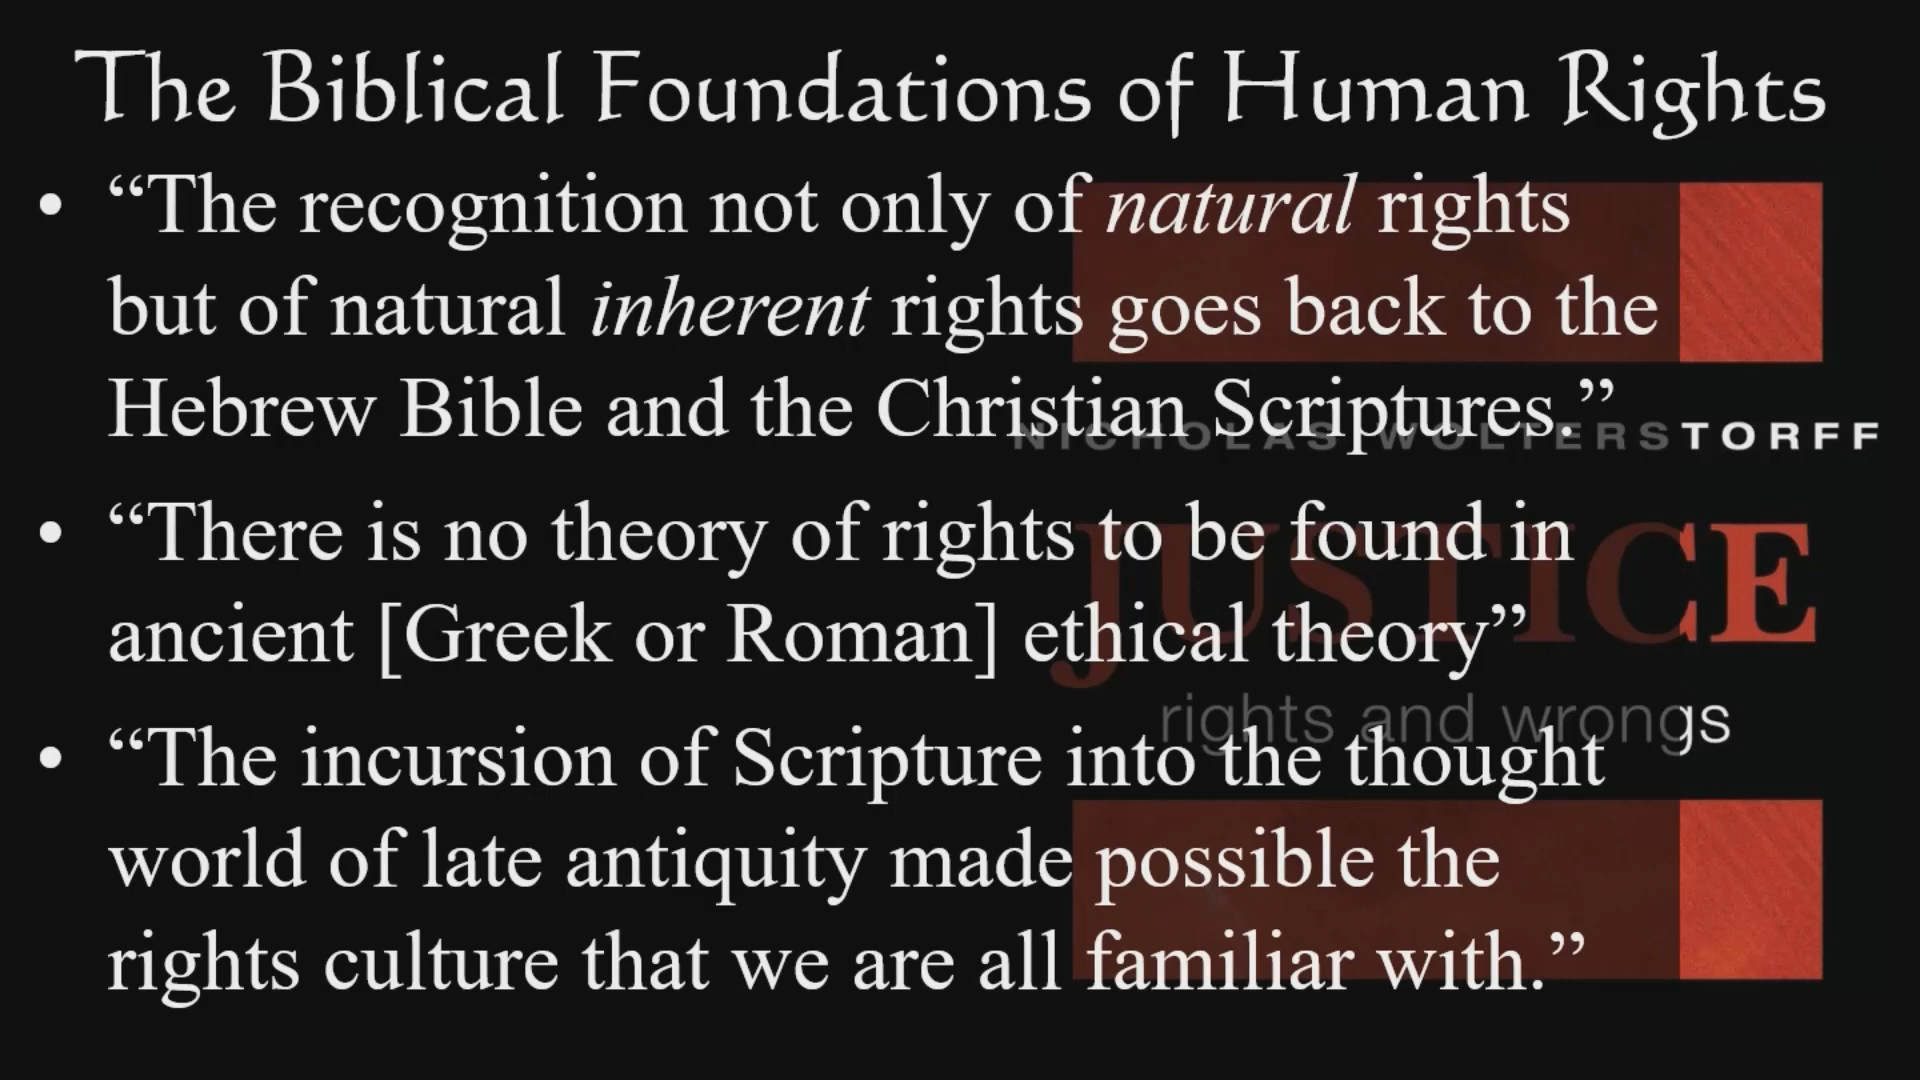 The Biblical Foundations of Human Rights
• “The recognition not only of natural rights
but of natural inherent rights goes back to the
Hebrew Bible and the Christian Scriptures.”
NICHOLAS WOLTERSTORFF
• “There is no theory of rights to be found in
ancient [Greek or Roman] ethical theory”
JUSTICE
rights and wrongs
• “The incursion of Scripture into the thought
world of late antiquity made possible the
rights culture that we are all familiar with.”